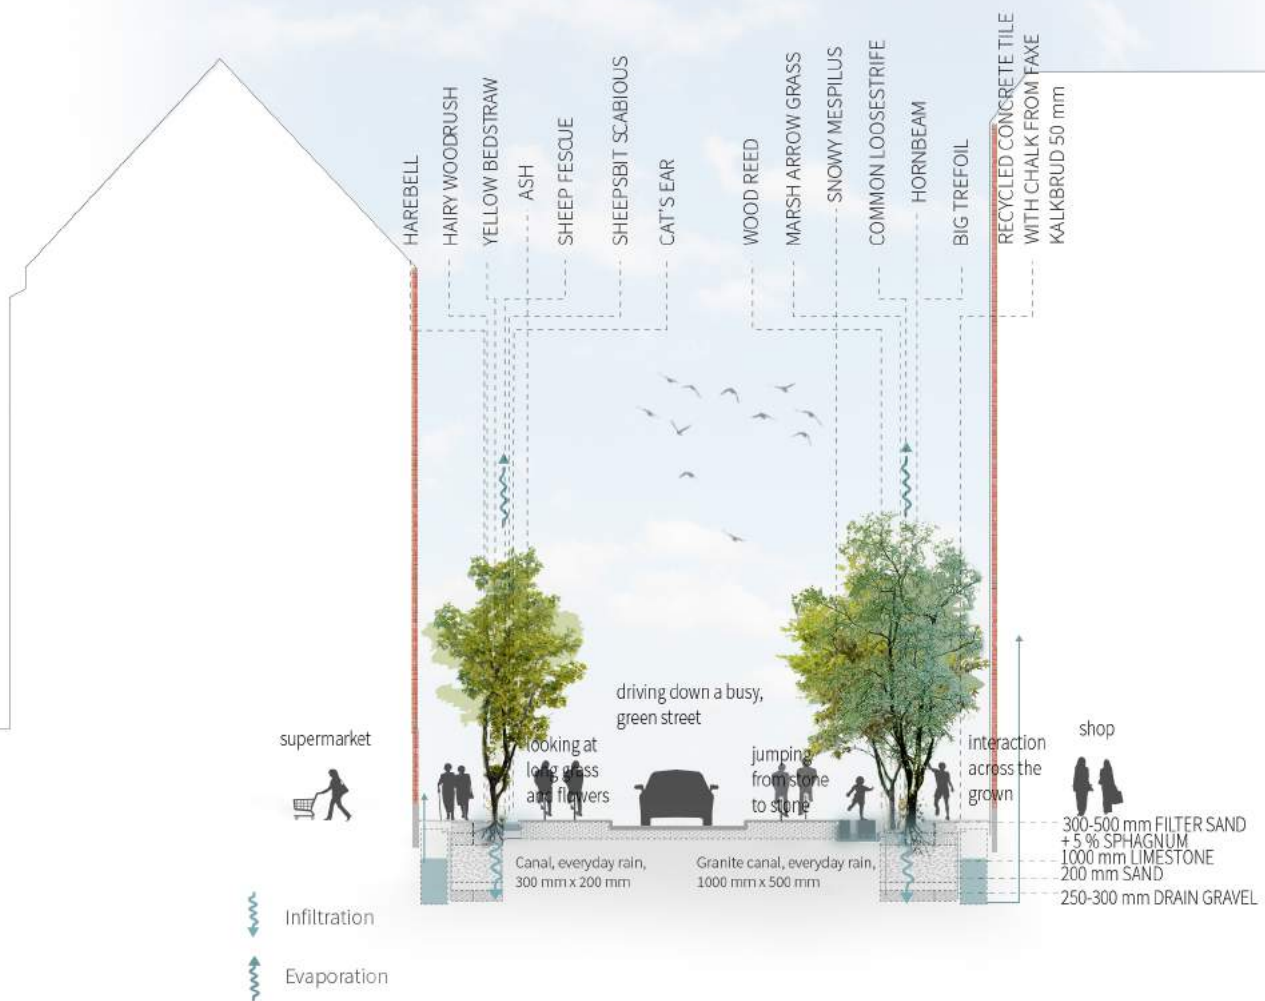 HAREBELL
HAIRY WOODRUSH
YELLOW BEDSTRAW
ASH
SHEEP FESCUE
SHEEPSBIT SCABIOUS
CAT'S EAR
WOOD REED
MARSH ARROW GRASS
SNOWY MESPILUS
COMMON LOOSESTRIFE
HORNBEAM
BIG TREFOIL
RECYCLED CONCRETE TILE
WITH CHALK FROM FAXE
KALKBRUD 50 mm
driving down a busy,
green street
supermarket
looking at
long grass
and flowers
jumping
from stone
to stone
interaction
across the
grown
shop
300-500 mm FILTER SAND
+ 5 % SPHAGNUM
1000 mm LIMESTONE
200 mm SAND
250-300 mm DRAIN GRAVEL
Canal, everyday rain,
300 mm x 200 mm
Granite canal, everyday rain,
1000 mm x 500 mm
Infiltration
Evaporation